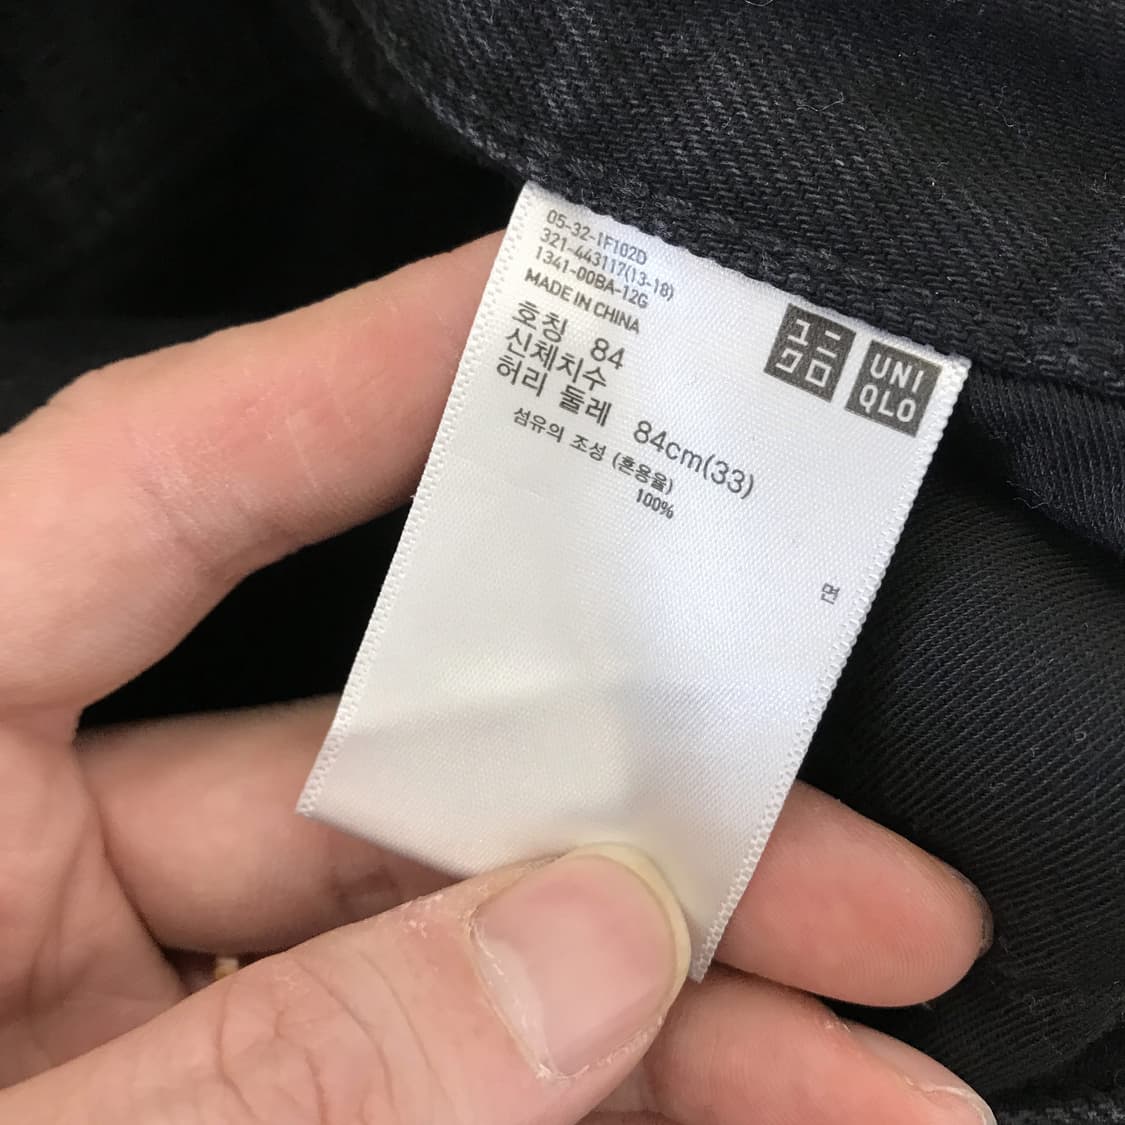 05-32-1F102D
321-443117(13-18)
1341-00BA-12G
MADE IN CHINA
호칭 84
신체치수
허리 둘레 84cm(33)
섬유의 조성 (혼용율)
100%
면
ユニ
クロ
UNI
QLO